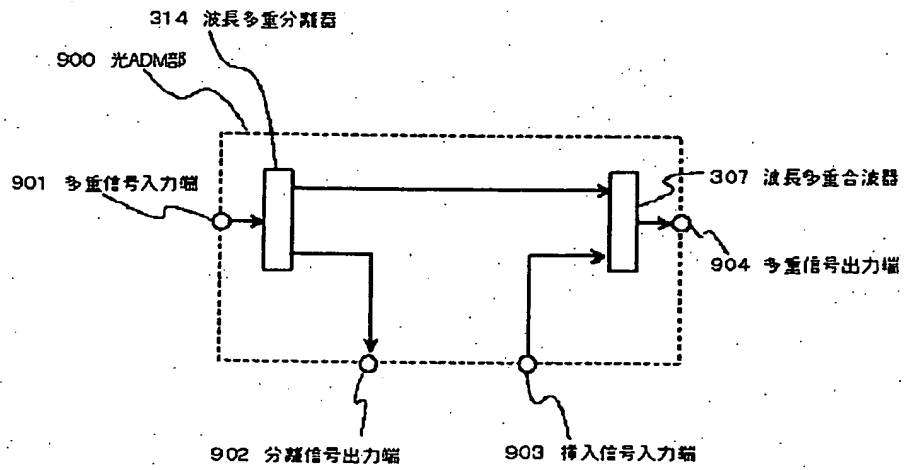 314 波長多重分離器
900 光ADM部
901 多重信号入力端
307 波長多重合波器
904 多重信号出力端
902 分離信号出力端
903 挿入信号入力端